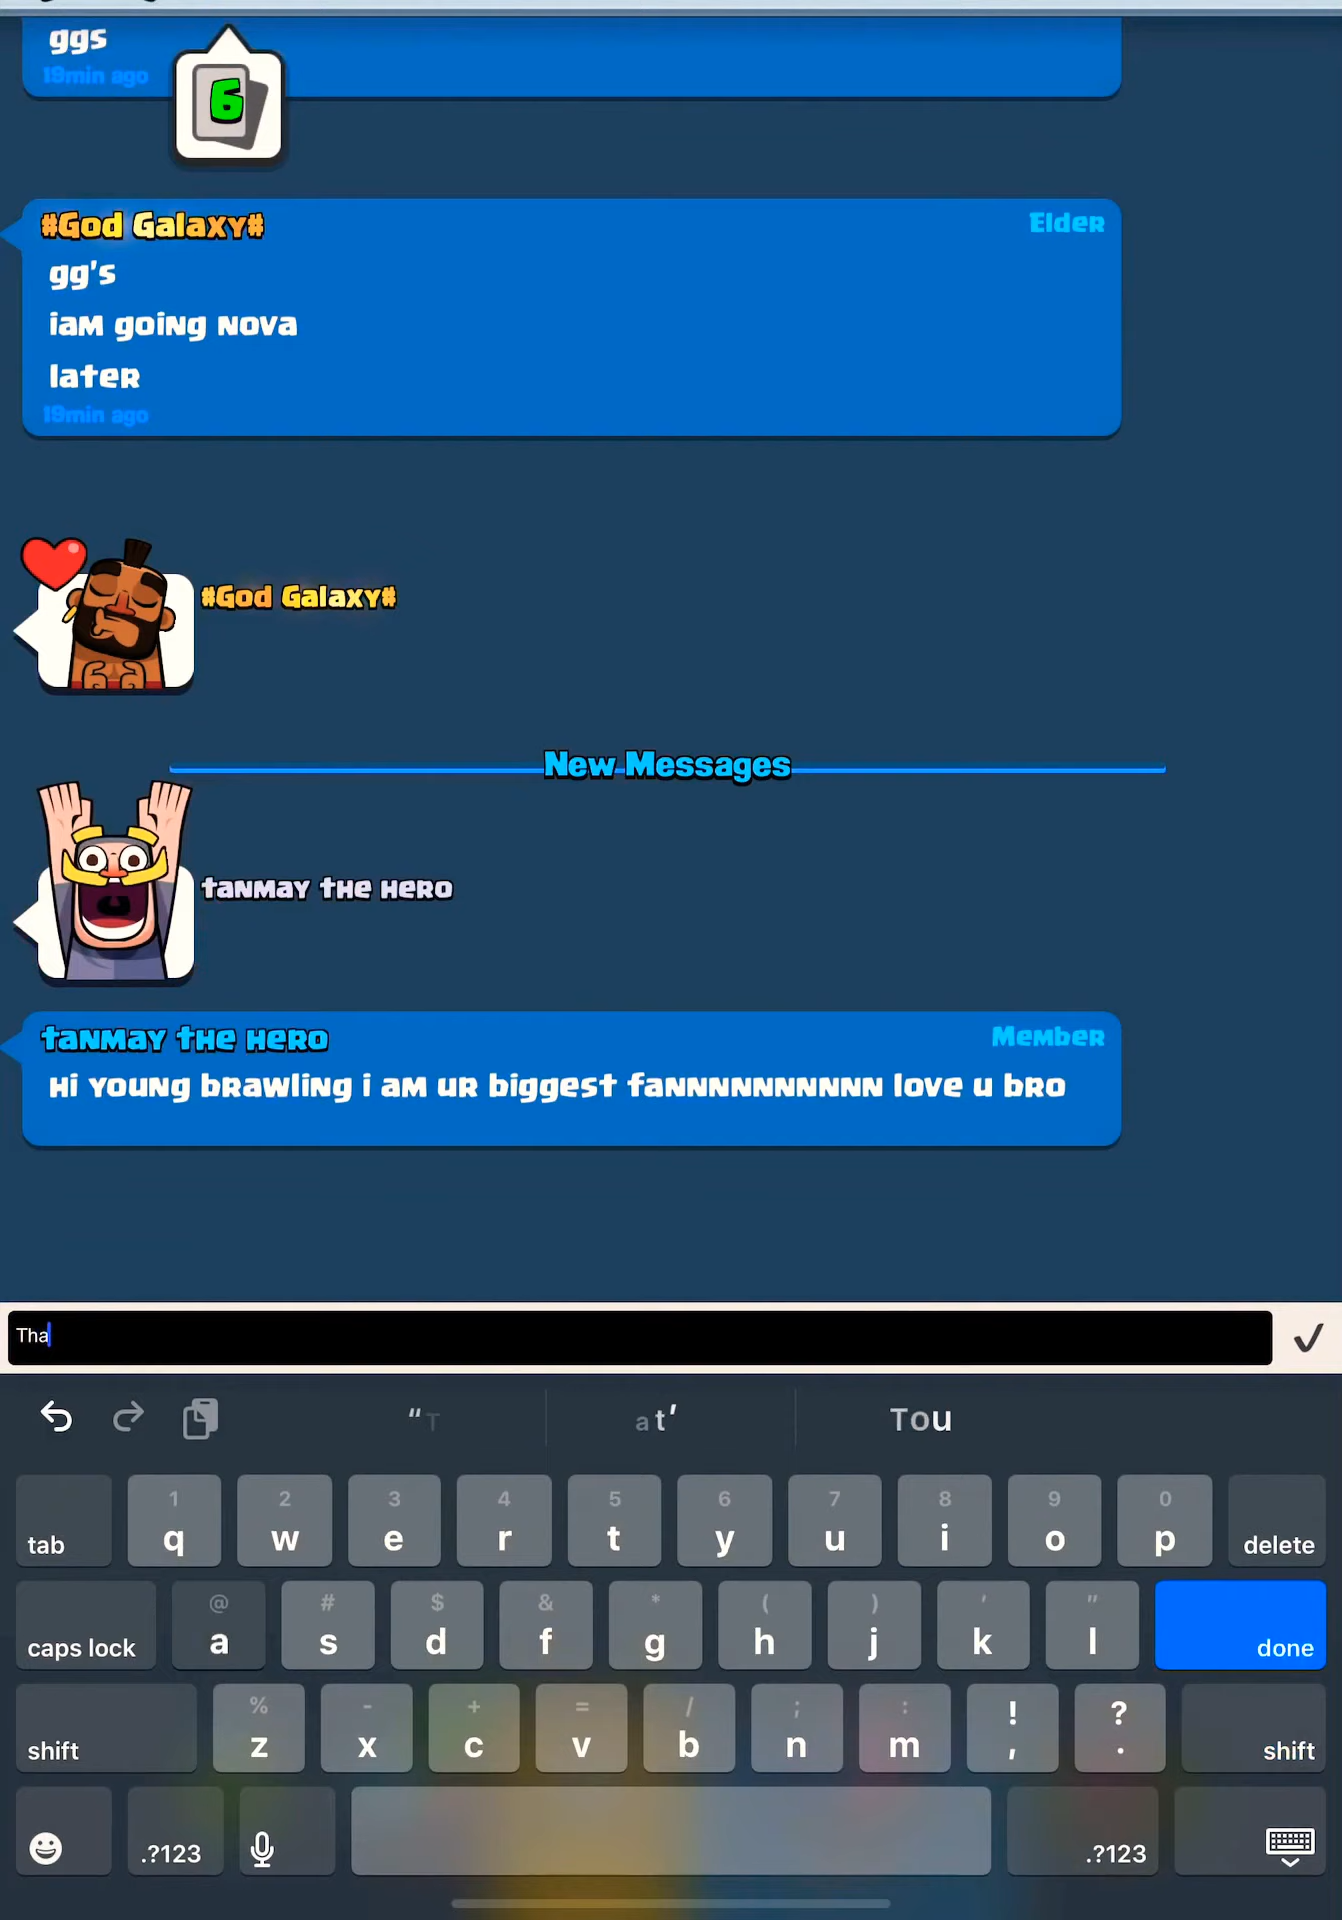 ggs
19min ago
6
#God Galaxy#
Elder
gg's
iam going nova
later
19min ago
#God Galaxy#
New Messages
tanmay the hero
tanmay the hero
Member
Hi young brawling i am ur biggest fannnnnnnnnn love u bro
Tha
Tou
tab
1 2 3 4 5 6 7 8 9 0
q w e r t y u i o p
delete
@ # $ & * ( ) ' "
caps lock
a s d f g h j k l
done
% - + = / ; : ! ?
shift
z x c v b n m , .
shift
.?123
.?123